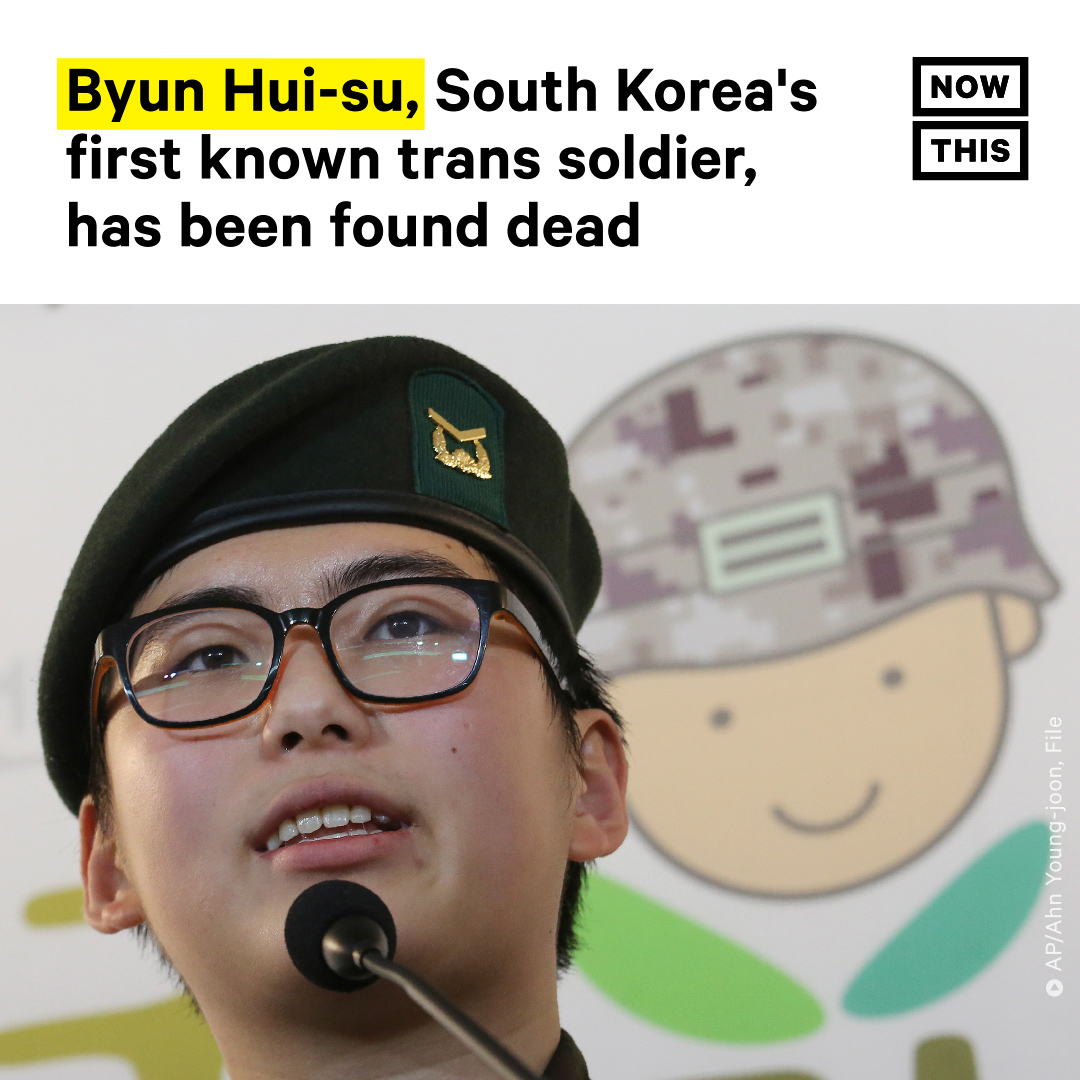 Byun Hui-su, South Korea's
first known trans soldier,
has been found dead
NOW
THIS
AP/Ahn Young-joon, File